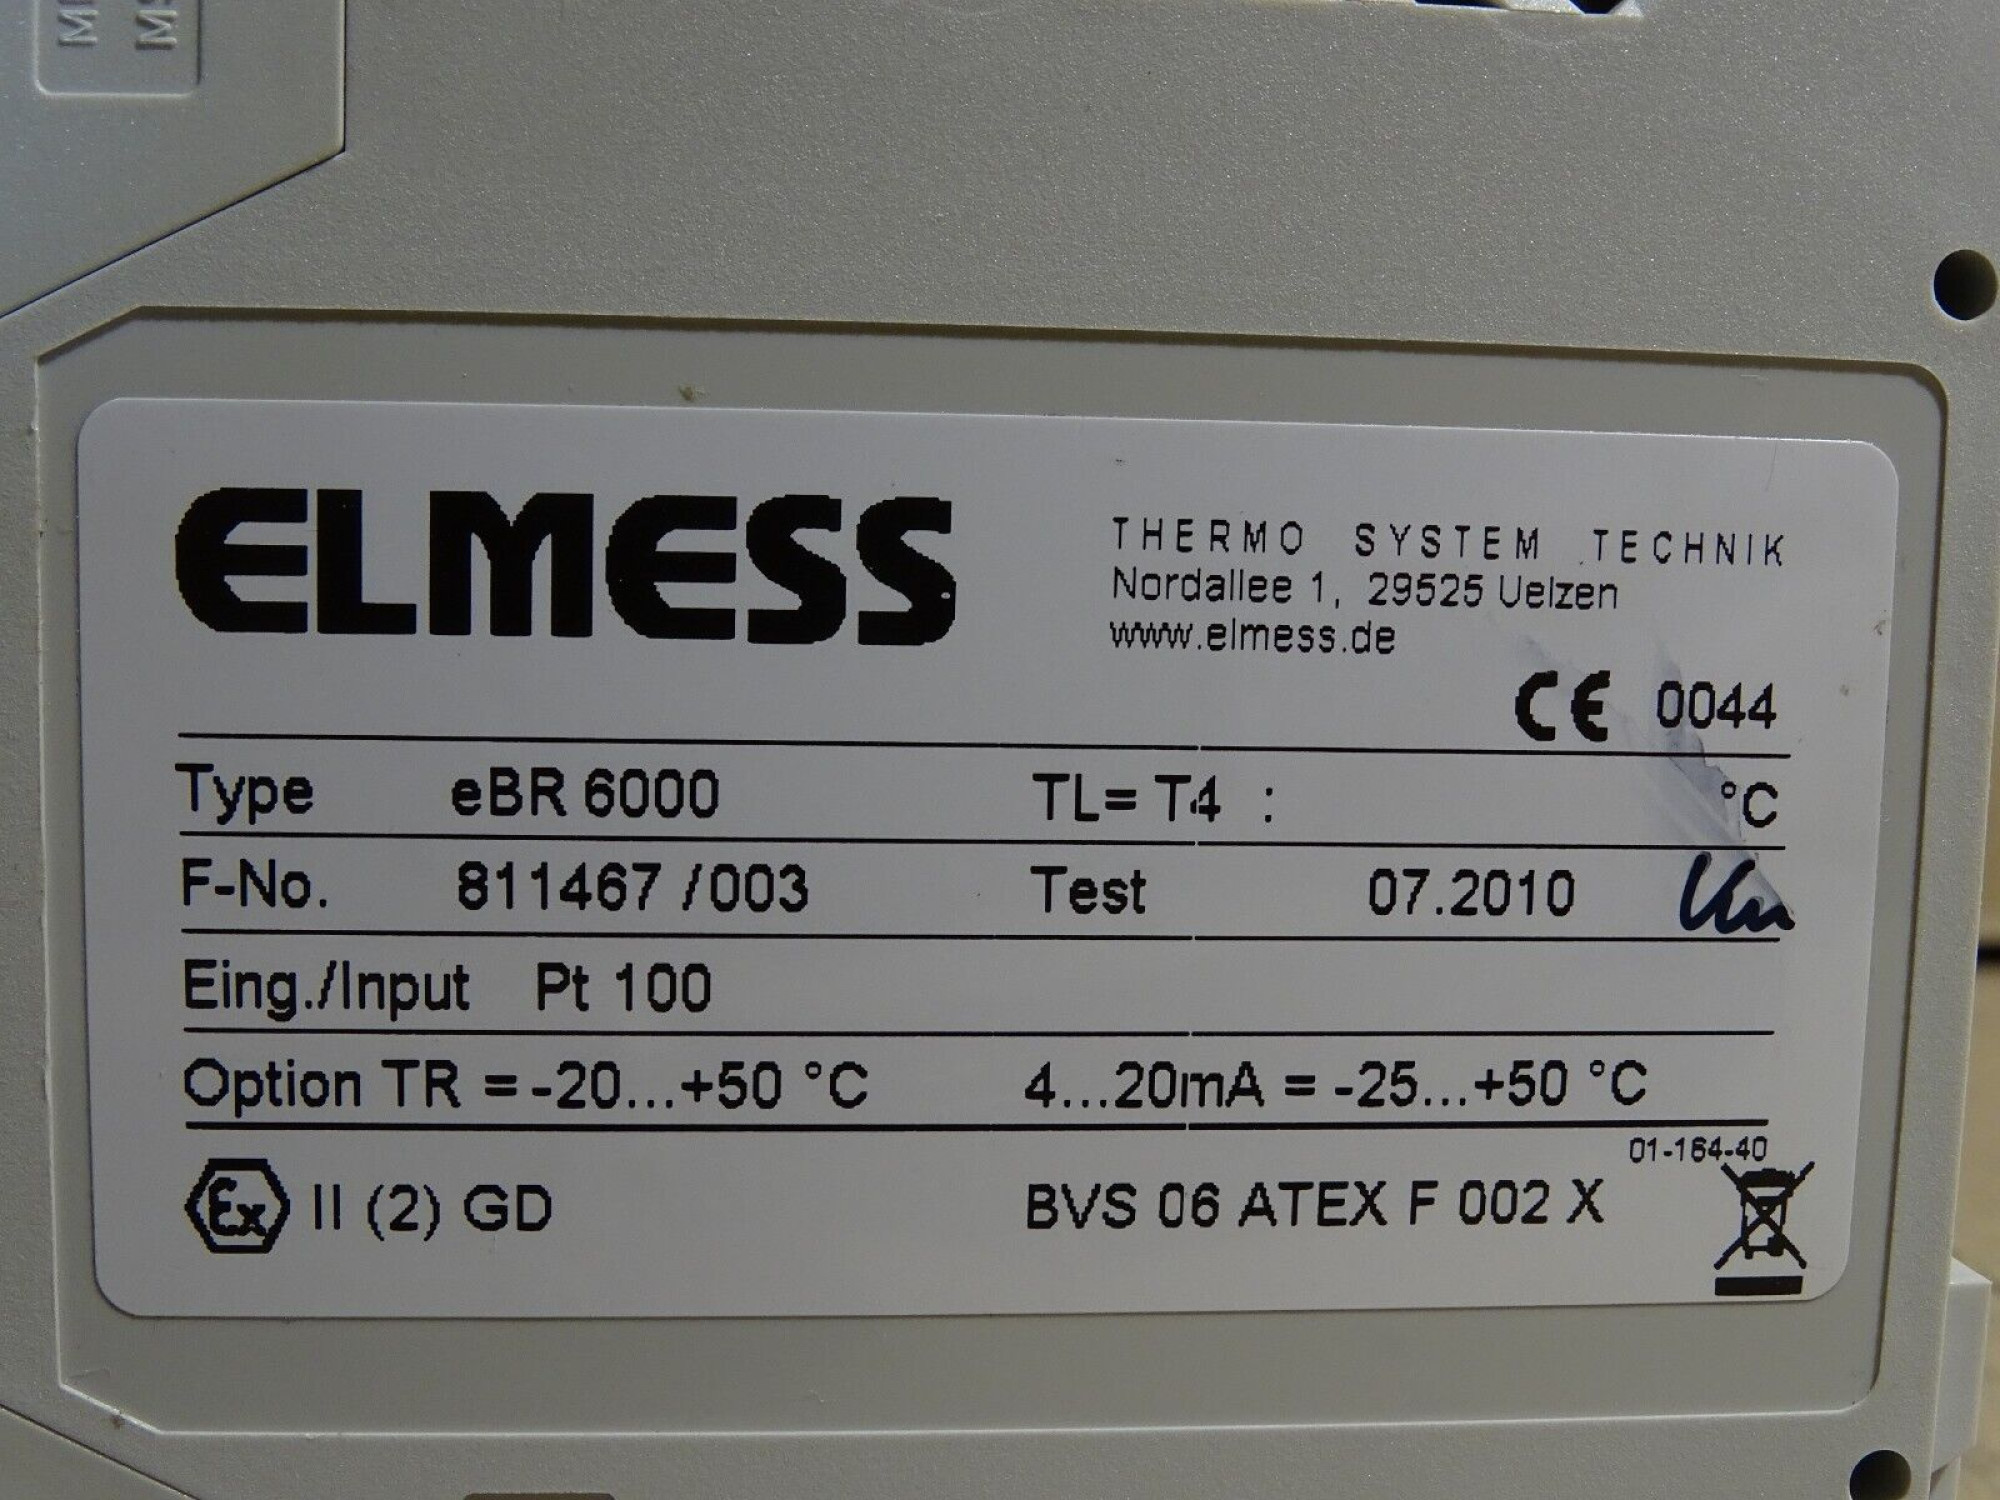 ELMESS
THERMO SYSTEM TECHNIK
Nordallee 1, 29525 Uelzen
www.elmess.de
CE 0044
Type eBR 6000 TL= T4 : °C
F-No. 811467 /003 Test 07.2010
Eing./Input Pt 100
Option TR = -20...+50 °C 4...20mA = -25...+50 °C
01-164-40
Ex II (2) GD BVS 06 ATEX F 002 X